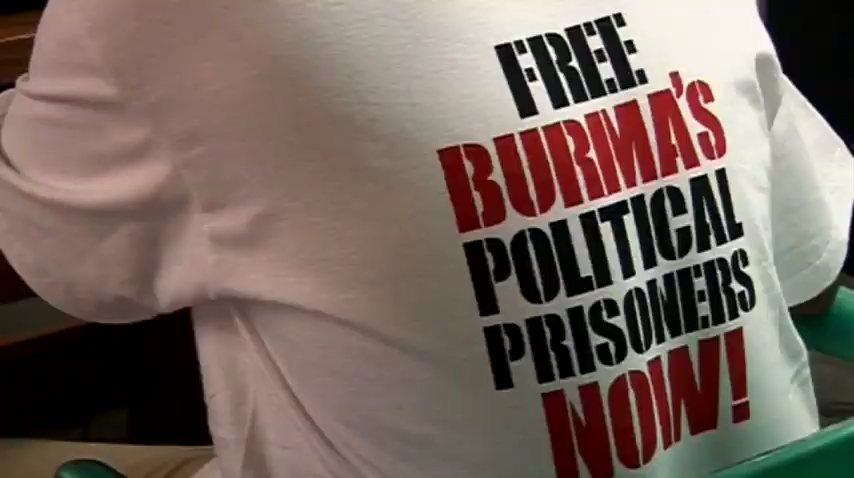 FREE
BURMA'S
POLITICAL
PRISONERS
NOW!